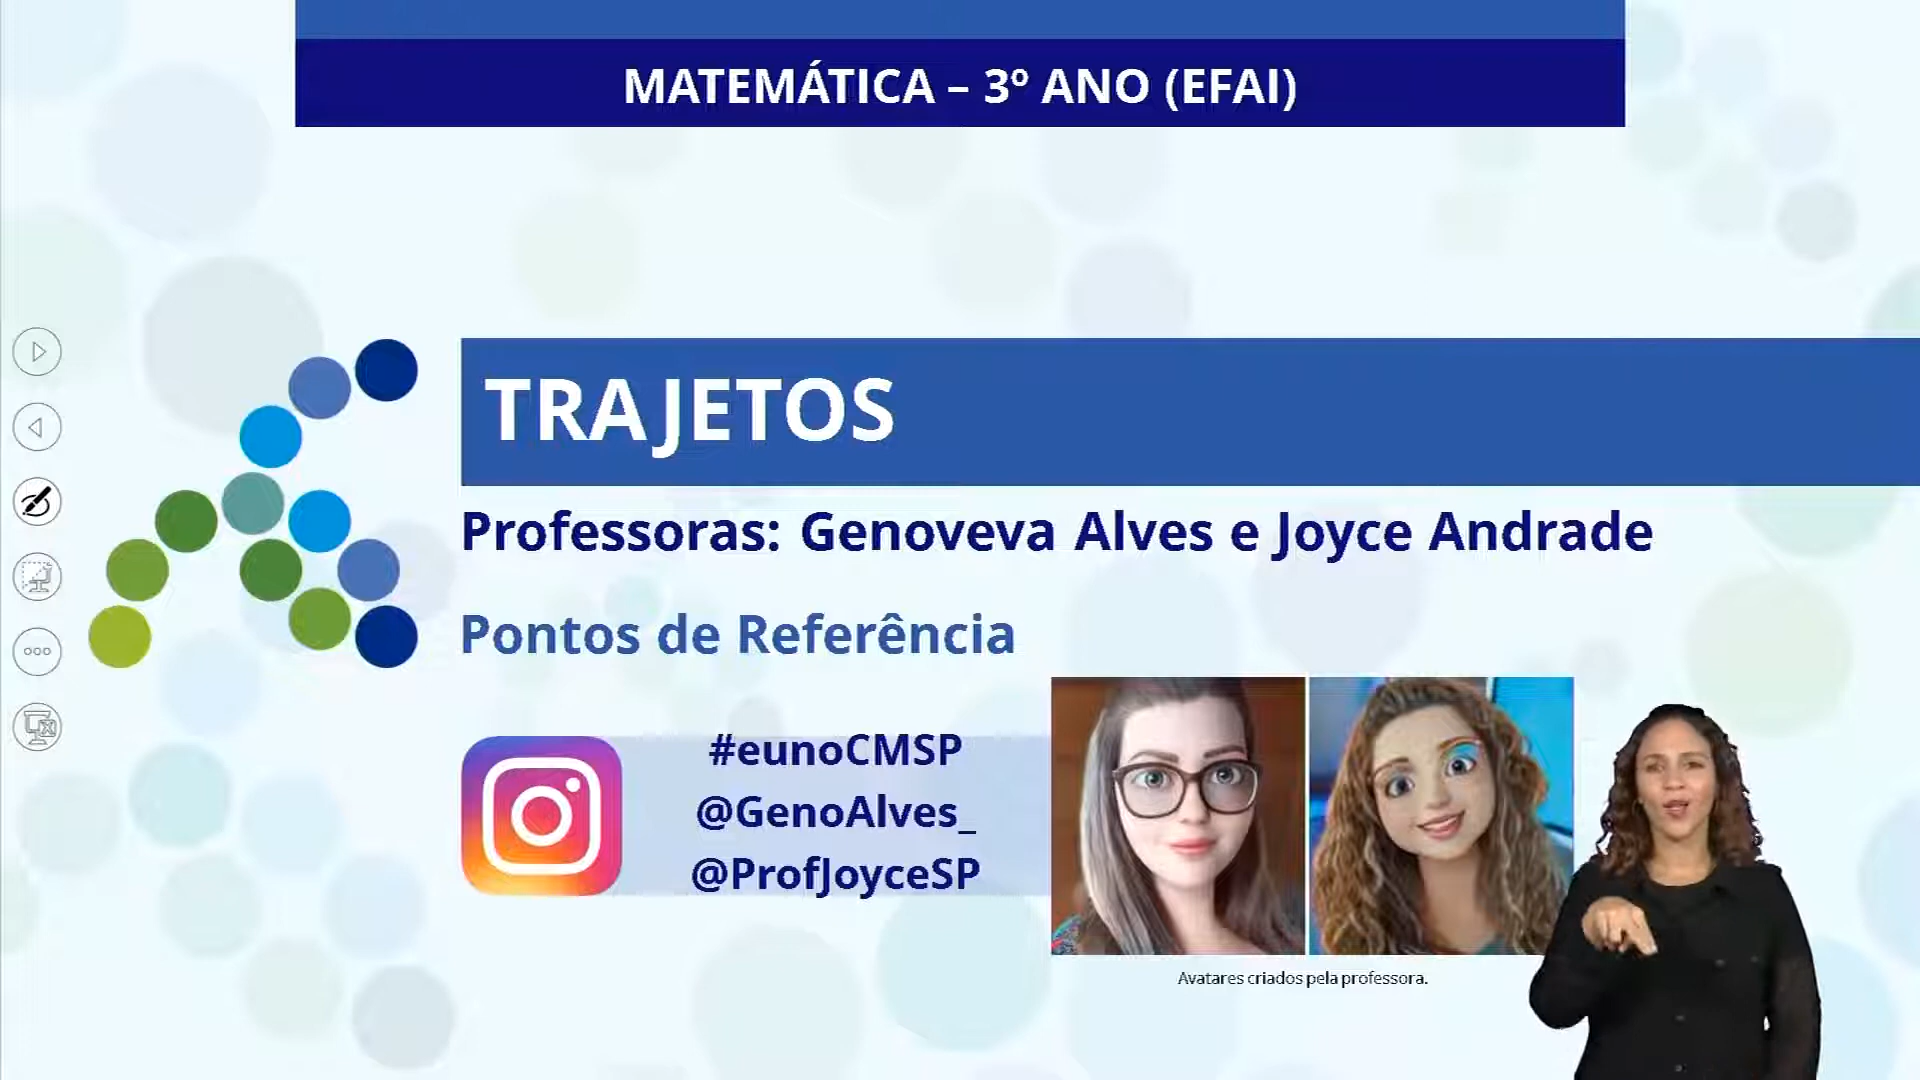 MATEMÁTICA – 3º ANO (EFAI)
TRAJETOS
Professoras: Genoveva Alves e Joyce Andrade
Pontos de Referência
#eunoCMSP
@GenoAlves_
@ProfJoyceSP
Avatares criados pela professora.